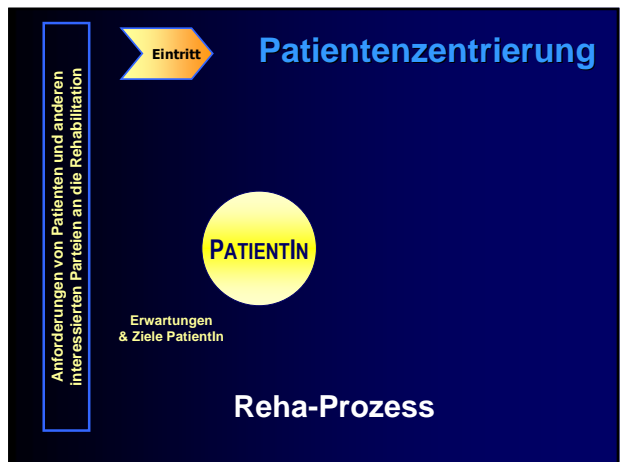 Anforderungen von Patienten und anderen
interessierten Parteien an die Rehabilitation
Eintritt
Patientenzentrierung
PATIENTIN
Erwartungen
& Ziele PatientIn
Reha-Prozess